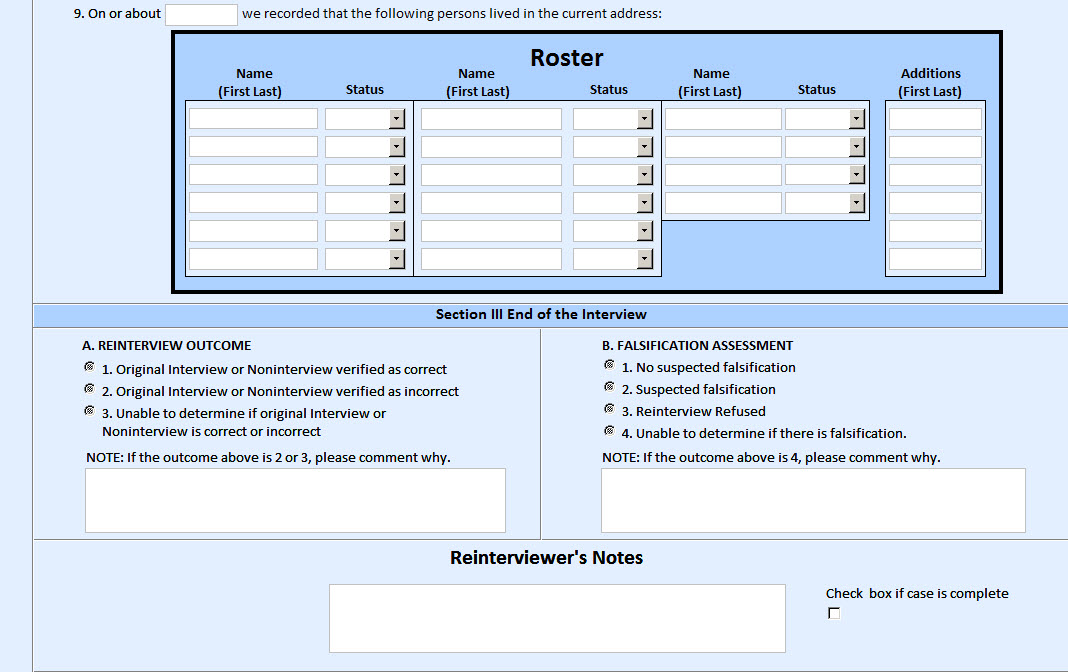 9. On or about we recorded that the following persons lived in the current address:
Roster
Name (First Last) Status Name (First Last) Status Name (First Last) Status Additions (First Last)
Section III End of the Interview
A. REINTERVIEW OUTCOME
1. Original Interview or Noninterview verified as correct
2. Original Interview or Noninterview verified as incorrect
3. Unable to determine if original Interview or
Noninterview is correct or incorrect
NOTE: If the outcome above is 2 or 3, please comment why.
B. FALSIFICATION ASSESSMENT
1. No suspected falsification
2. Suspected falsification
3. Reinterview Refused
4. Unable to determine if there is falsification.
NOTE: If the outcome above is 4, please comment why.
Reinterviewer's Notes
Check box if case is complete